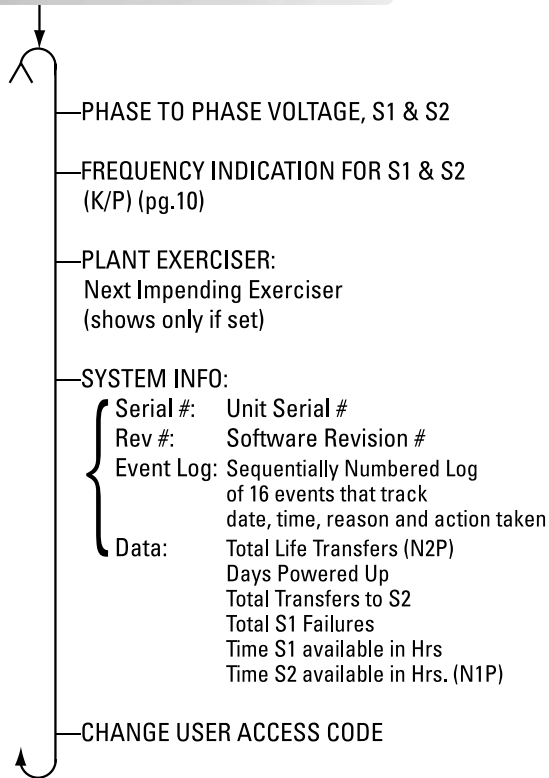 PHASE TO PHASE VOLTAGE, S1 & S2
FREQUENCY INDICATION FOR S1 & S2
(K/P) (pg.10)
PLANT EXERCISER:
Next Impending Exerciser
(shows only if set)
SYSTEM INFO:
Serial #: Unit Serial #
Rev #: Software Revision #
Event Log: Sequentially Numbered Log
of 16 events that track
date, time, reason and action taken
Data: Total Life Transfers (N2P)
Days Powered Up
Total Transfers to S2
Total S1 Failures
Time S1 available in Hrs
Time S2 available in Hrs. (N1P)
CHANGE USER ACCESS CODE